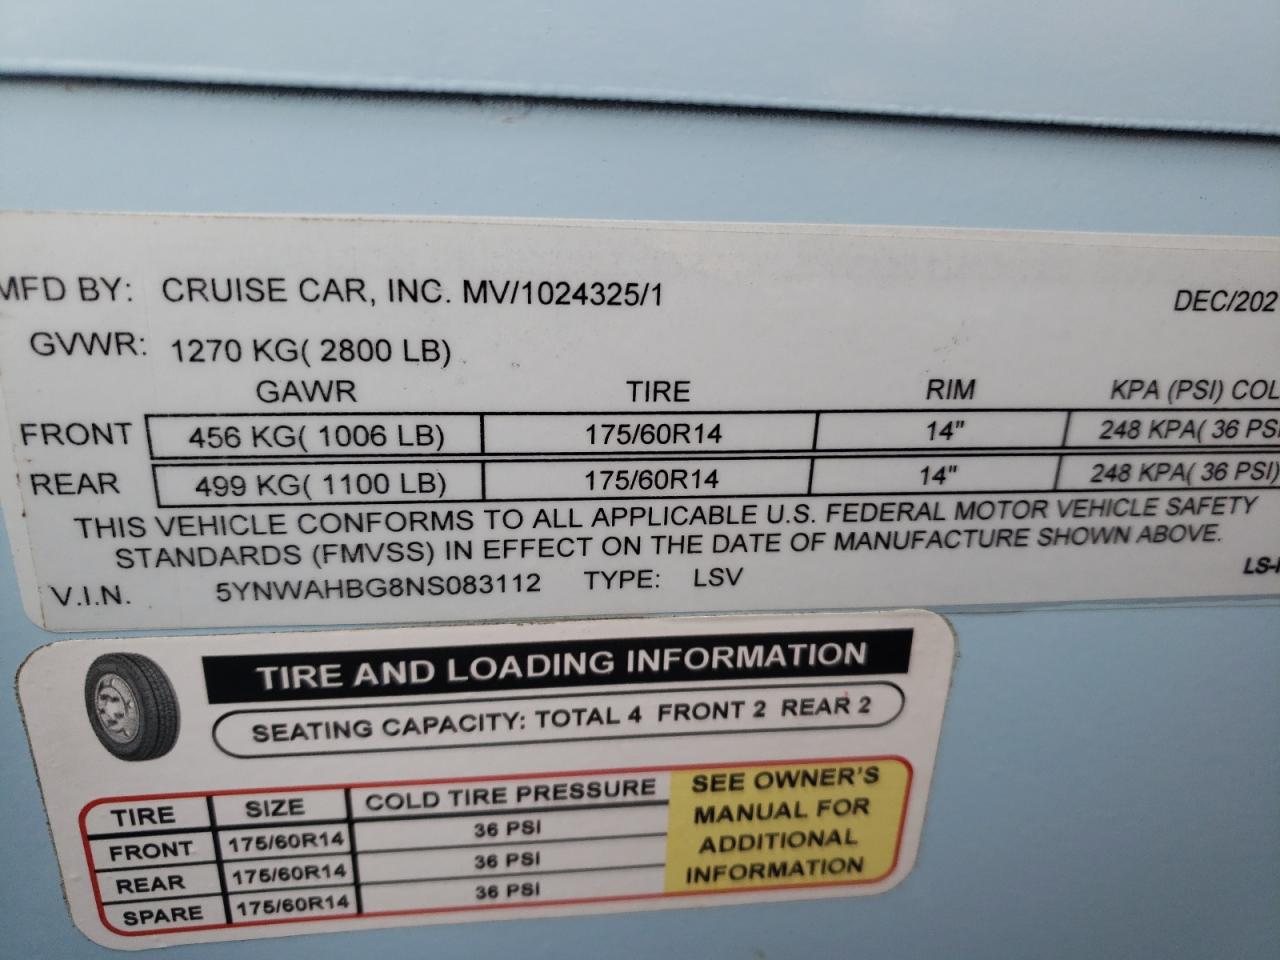 MFD BY: CRUISE CAR, INC. MV/1024325/1 DEC/202
GVWR: 1270 KG( 2800 LB)
GAWR TIRE RIM KPA (PSI) COL
FRONT 456 KG( 1006 LB) 175/60R14 14" 248 KPA( 36 PSI
REAR 499 KG( 1100 LB) 175/60R14 14" 248 KPA( 36 PSI)
THIS VEHICLE CONFORMS TO ALL APPLICABLE U.S. FEDERAL MOTOR VEHICLE SAFETY
STANDARDS (FMVSS) IN EFFECT ON THE DATE OF MANUFACTURE SHOWN ABOVE.
V.I.N. 5YNWAHBG8NS083112 TYPE: LSV LS-
TIRE AND LOADING INFORMATION
SEATING CAPACITY: TOTAL 4 FRONT 2 REAR 2
TIRE SIZE COLD TIRE PRESSURE
FRONT 175/60R14 36 PSI
REAR 175/60R14 36 PSI
SPARE 175/60R14 36 PSI
SEE OWNER'S
MANUAL FOR
ADDITIONAL
INFORMATION